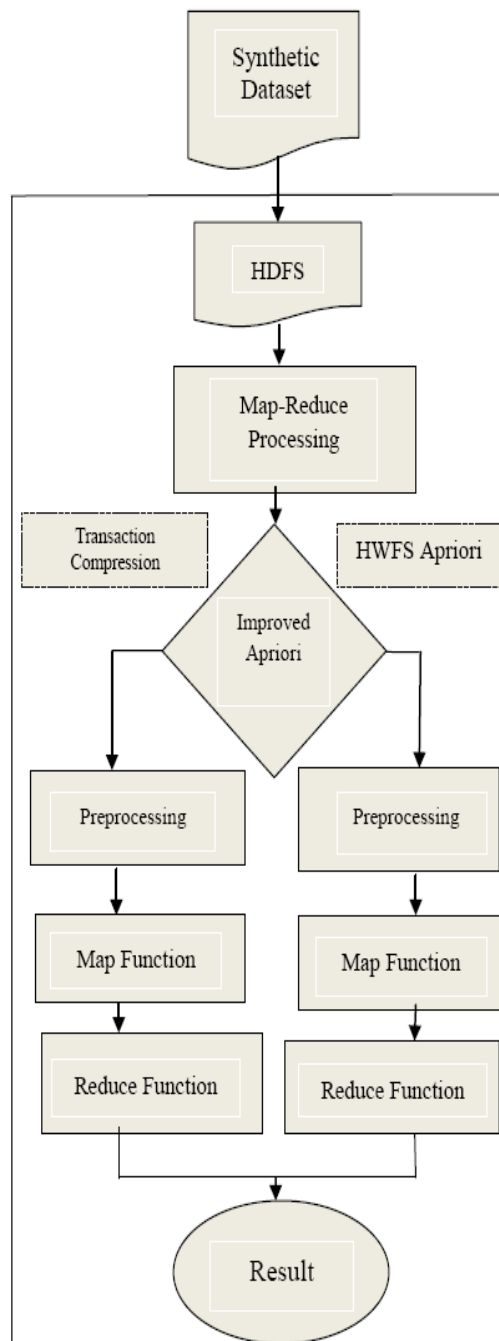 Synthetic
Dataset
HDFS
Map-Reduce
Processing
Transaction
Compression
HWFS Apriori
Improved
Apriori
Preprocessing
Preprocessing
Map Function
Map Function
Reduce Function
Reduce Function
Result